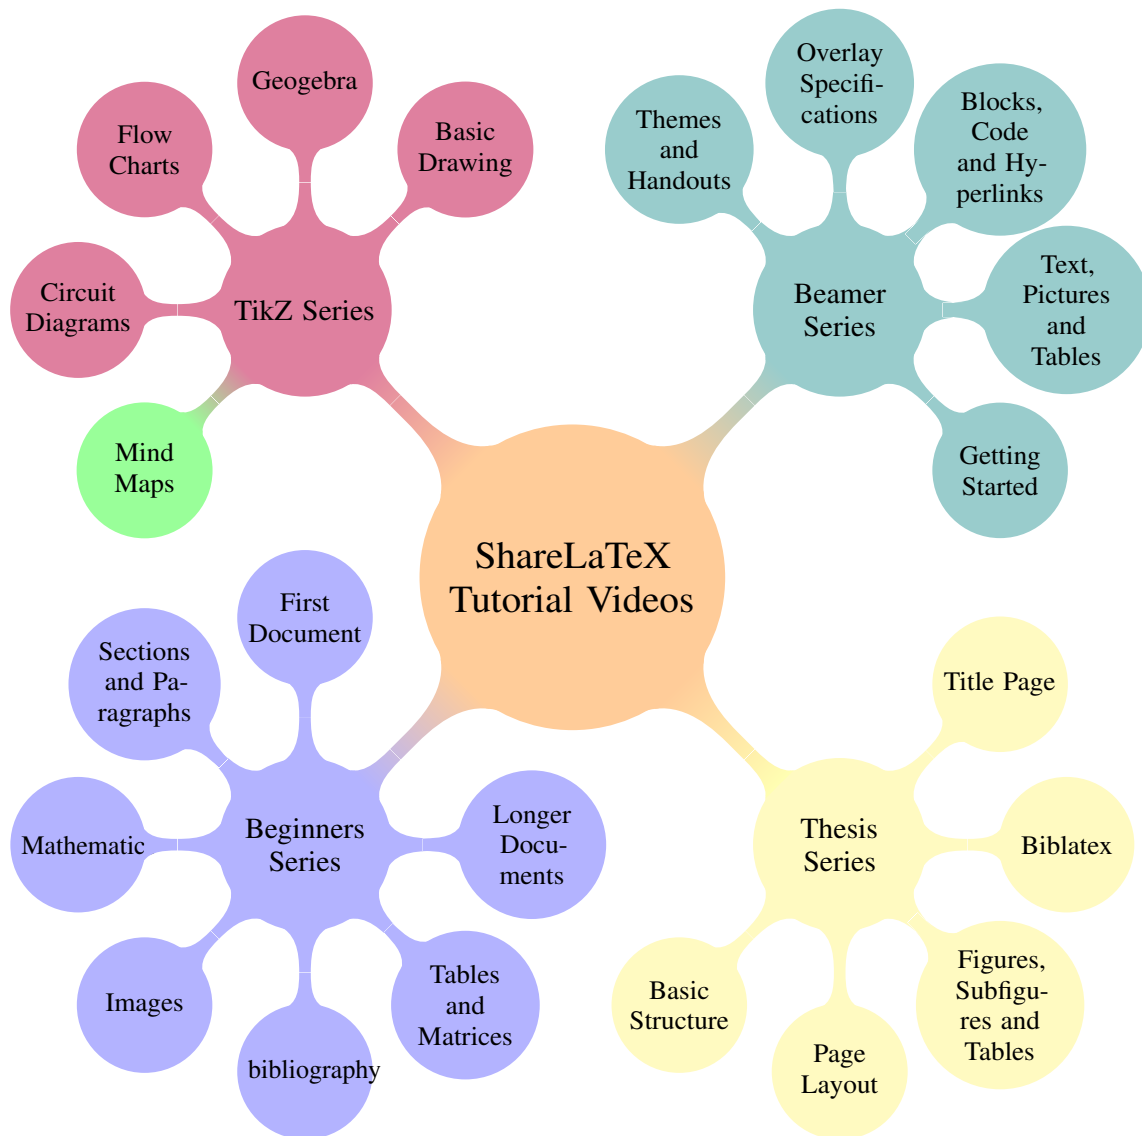 Geogebra
Flow
Charts
Basic
Drawing
Circuit
Diagrams
TikZ Series
Mind
Maps
Overlay
Specifi-
cations
Themes
and
Handouts
Blocks,
Code
and Hy-
perlinks
Beamer
Series
Text,
Pictures
and
Tables
Getting
Started
ShareLaTeX
Tutorial Videos
First
Document
Sections
and Pa-
ragraphs
Mathematic
Beginners
Series
Longer
Docu-
ments
Images
bibliography
Tables
and
Matrices
Title Page
Thesis
Series
Biblatex
Basic
Structure
Page
Layout
Figures,
Subfigu-
res and
Tables